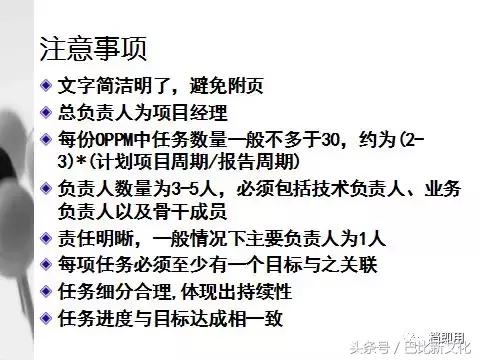 注意事项
文字简洁明了，避免附页
总负责人为项目经理
每份OPPM中任务数量一般不多于30，约为(2-
3)*(计划项目周期/报告周期)
负责人数量为3-5人，必须包括技术负责人、业务
负责人以及骨干成员
责任明晰，一般情况下主要负责人为1人
每项任务必须至少有一个目标与之关联
任务细分合理,体现出持续性
任务进度与目标达成相一致
档即用
头条号/巴比新文化